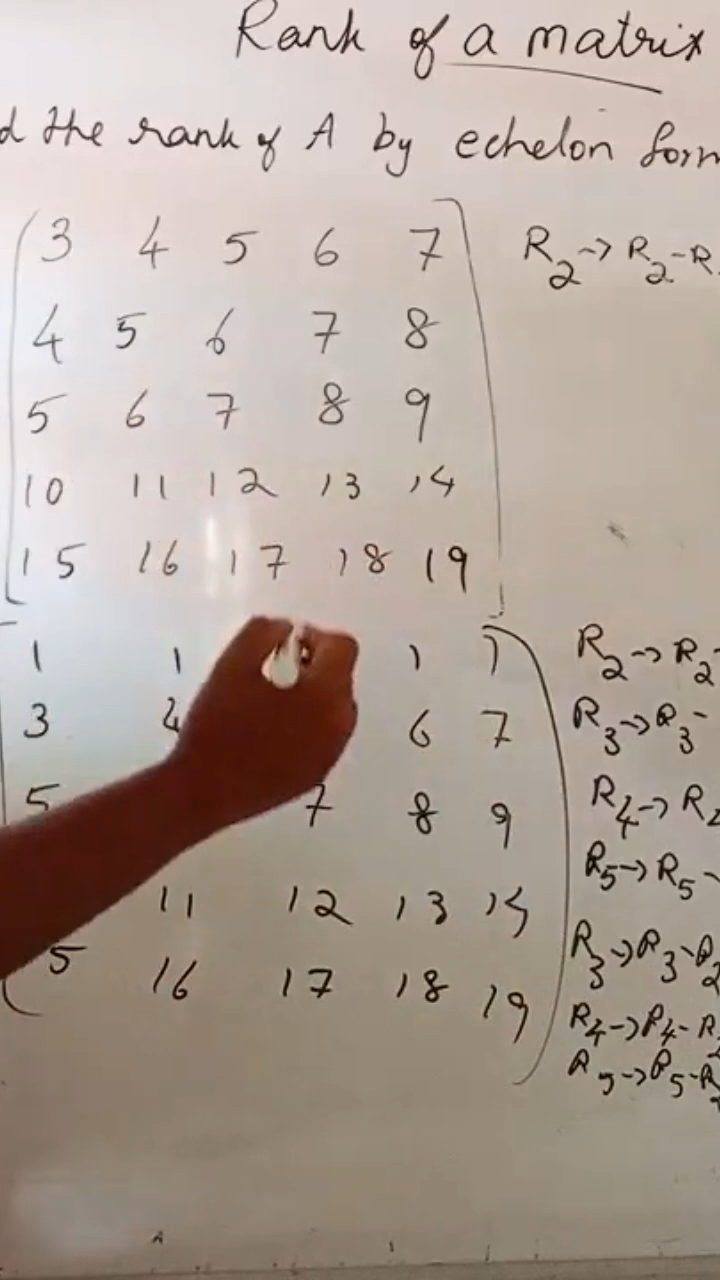 Rank of a matrix
the rank of A by echelon form
3 4 5 6 7 R2→R2-R
4 5 6 7 8
5 6 7 8 9
10 11 12 13 14
15 16 17 18 19
1 1 1 1 R2→R2-
3 4 6 7 R3→R3-
5 7 8 9 R4→R4
R5→R5-
11 12 13 14
R3→R3-R2
5 16 17 18 19
R4→R4-R2
R5→R5-R2